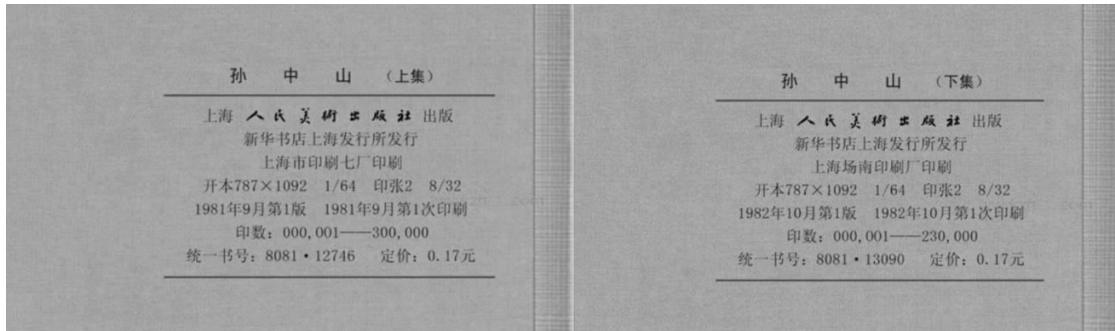 孙 中 山 （上集）
上海 人民美術出版社 出版
新华书店上海发行所发行
上海市印刷七厂印刷
开本787×1092 1/64 印张2 8/32
1981年9月第1版 1981年9月第1次印刷
印数：000,001——300,000
统一书号：8081·12746 定价：0.17元
孙 中 山 （下集）
上海 人民美術出版社 出版
新华书店上海发行所发行
上海场南印刷厂印刷
开本787×1092 1/64 印张2 8/32
1982年10月第1版 1982年10月第1次印刷
印数：000,001——230,000
统一书号：8081·13090 定价：0.17元